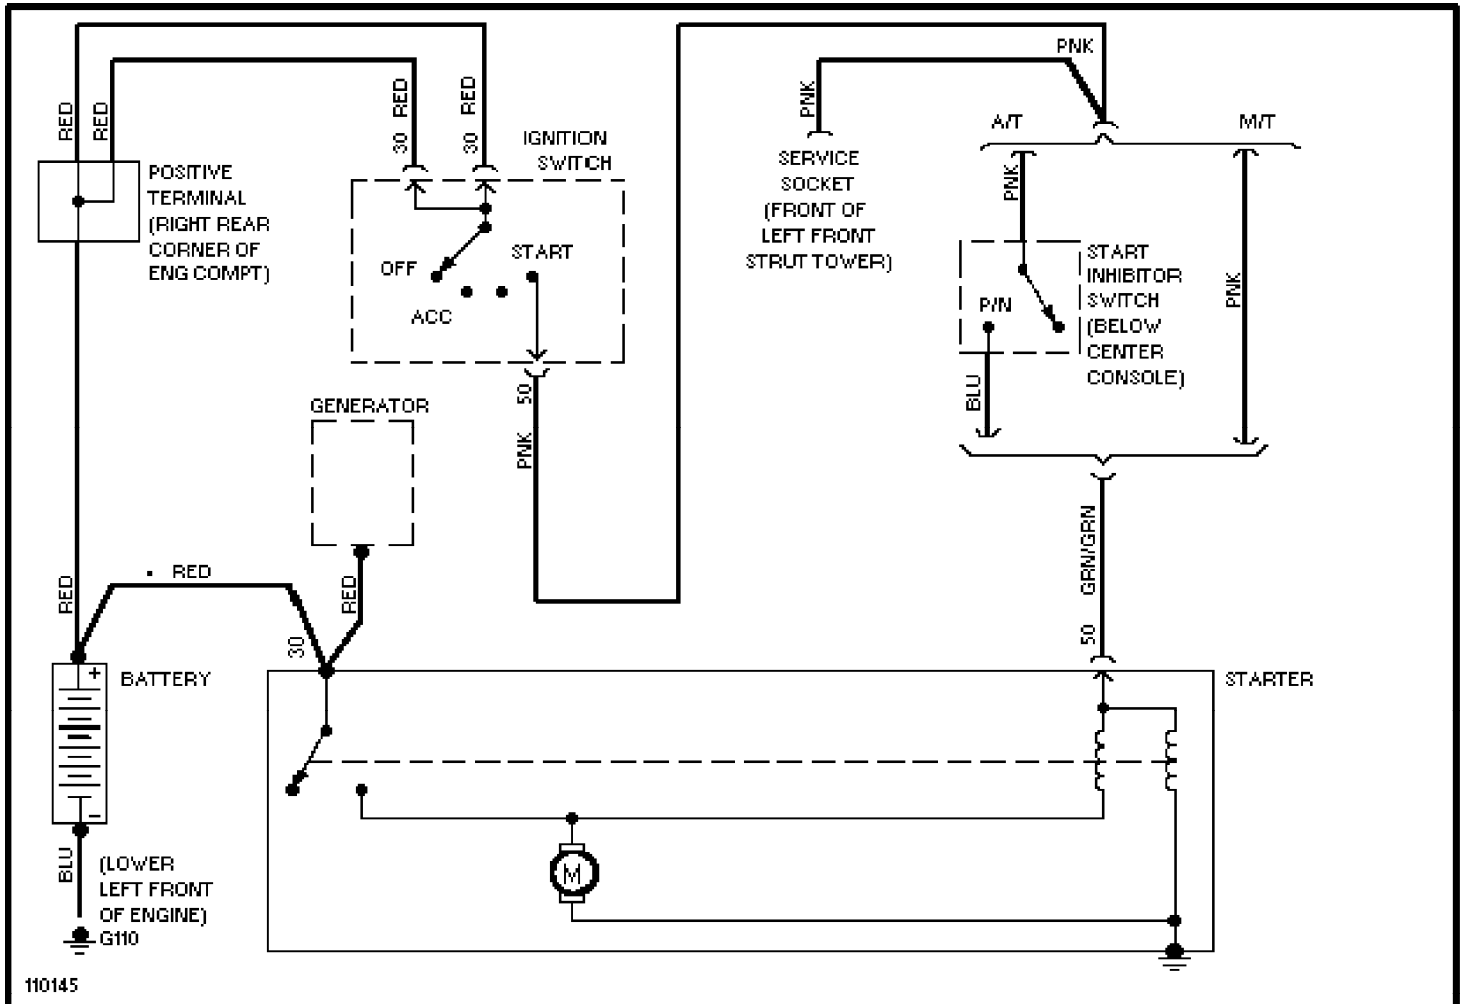 RED
RED
POSITIVE
TERMINAL
(RIGHT REAR
CORNER OF
ENG COMPT)
30 RED
30 RED
IGNITION
SWITCH
OFF
ACC
START
50
PNK
PNK
PNK
SERVICE
SOCKET
(FRONT OF
LEFT FRONT
STRUT TOWER)
A/T
M/T
PNK
P/N
START
INHIBITOR
SWITCH
(BELOW
CENTER
CONSOLE)
PNK
BLU
GENERATOR
RED
RED
RED
30
GRN/GRN
50
+
BATTERY
-
STARTER
M
BLU
(LOWER
LEFT FRONT
OF ENGINE)
G110
110145